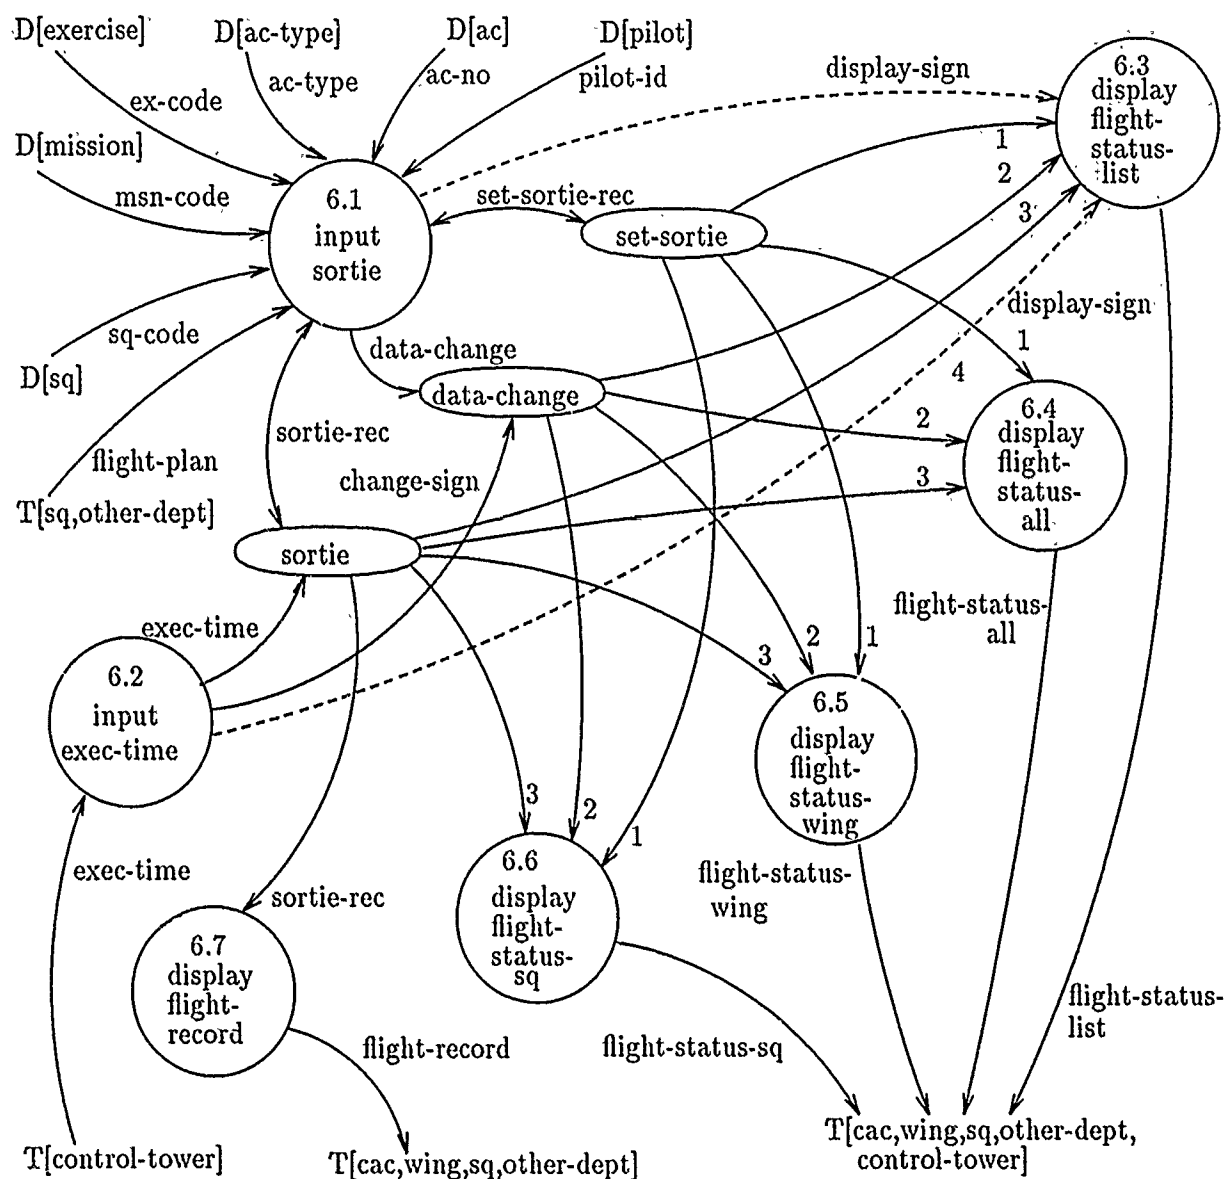 D[exercise]
D[ac-type]
D[ac]
D[pilot]
ex-code
ac-type
ac-no
pilot-id
display-sign
6.3
display
flight-
status-
list
D[mission]
msn-code
6.1
input
sortie
set-sortie-rec
set-sortie
1
2
3
sq-code
D[sq]
data-change
data-change
display-sign
1
4
2
3
6.4
display
flight-
status-
all
sortie-rec
flight-plan
change-sign
T[sq,other-dept]
sortie
exec-time
6.2
input
exec-time
flight-status-
all
3
2
1
6.5
display
flight-
status-
wing
3
2
1
6.6
display
flight-
status-
sq
exec-time
sortie-rec
flight-status-
wing
6.7
display
flight-
record
flight-record
flight-status-sq
flight-status-
list
T[control-tower]
T[cac,wing,sq,other-dept]
T[cac,wing,sq,other-dept,
control-tower]